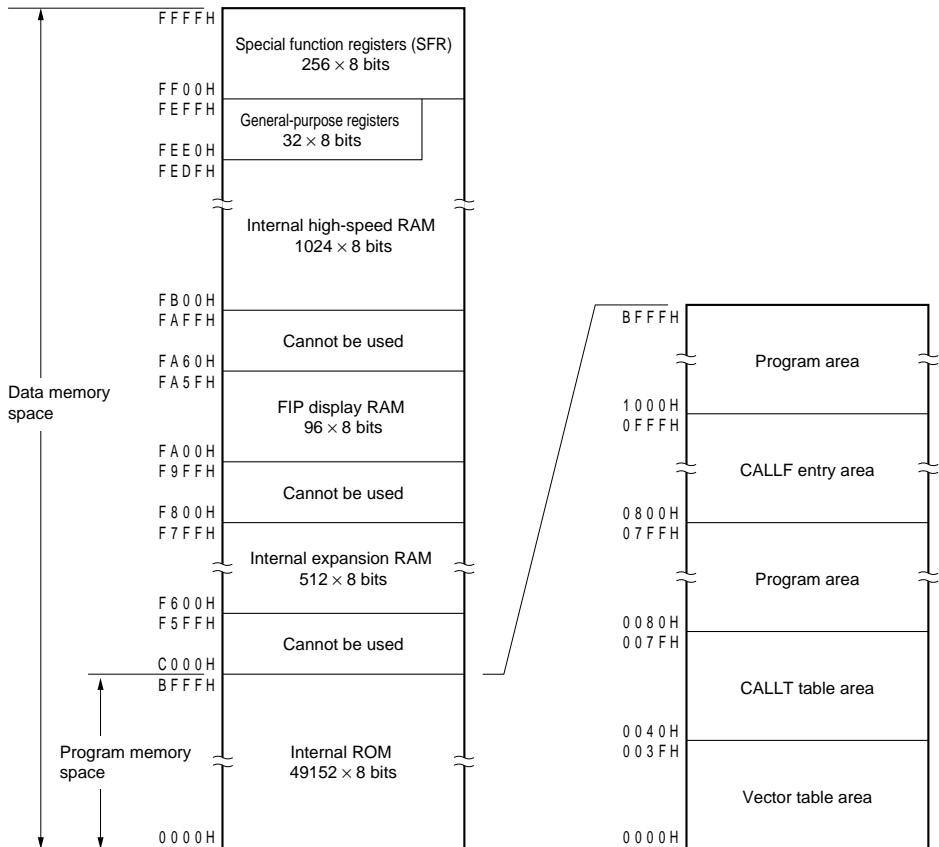 FFFFH
Special function registers (SFR)
256 × 8 bits
FF00H
FEFFH
General-purpose registers
32 × 8 bits
FEE0H
FEDFH
Internal high-speed RAM
1024 × 8 bits
FB00H
FAFFH
Cannot be used
FA60H
FA5FH
Data memory
space
FIP display RAM
96 × 8 bits
FA00H
F9FFH
Cannot be used
F800H
F7FFH
Internal expansion RAM
512 × 8 bits
F600H
F5FFH
Cannot be used
C000H
BFFFH
Program memory
space
Internal ROM
49152 × 8 bits
0000H
BFFFH
Program area
1000H
0FFFH
CALLF entry area
0800H
07FFH
Program area
0080H
007FH
CALLT table area
0040H
003FH
Vector table area
0000H